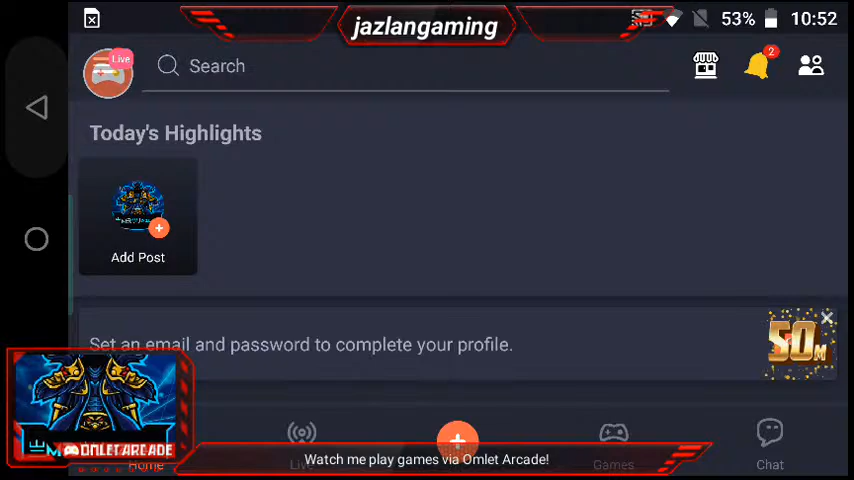 jazlangaming
53%
10:52
Live
Search
2
Today's Highlights
Add Post
Set an email and password to complete your profile.
50M
OMLET ARCADE
Home
Live
Games
Chat
Watch me play games via Omlet Arcade!